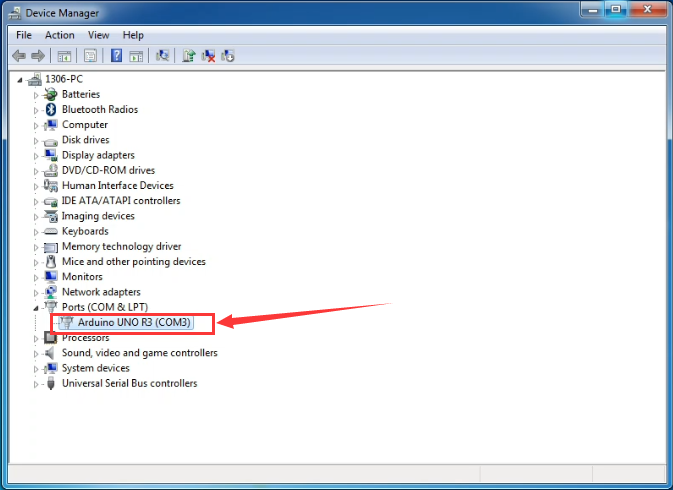 Device Manager
File Action View Help
1306-PC
Batteries
Bluetooth Radios
Computer
Disk drives
Display adapters
DVD/CD-ROM drives
Human Interface Devices
IDE ATA/ATAPI controllers
Imaging devices
Keyboards
Memory technology driver
Mice and other pointing devices
Monitors
Network adapters
Ports (COM & LPT)
Arduino UNO R3 (COM3)
Processors
Sound, video and game controllers
System devices
Universal Serial Bus controllers